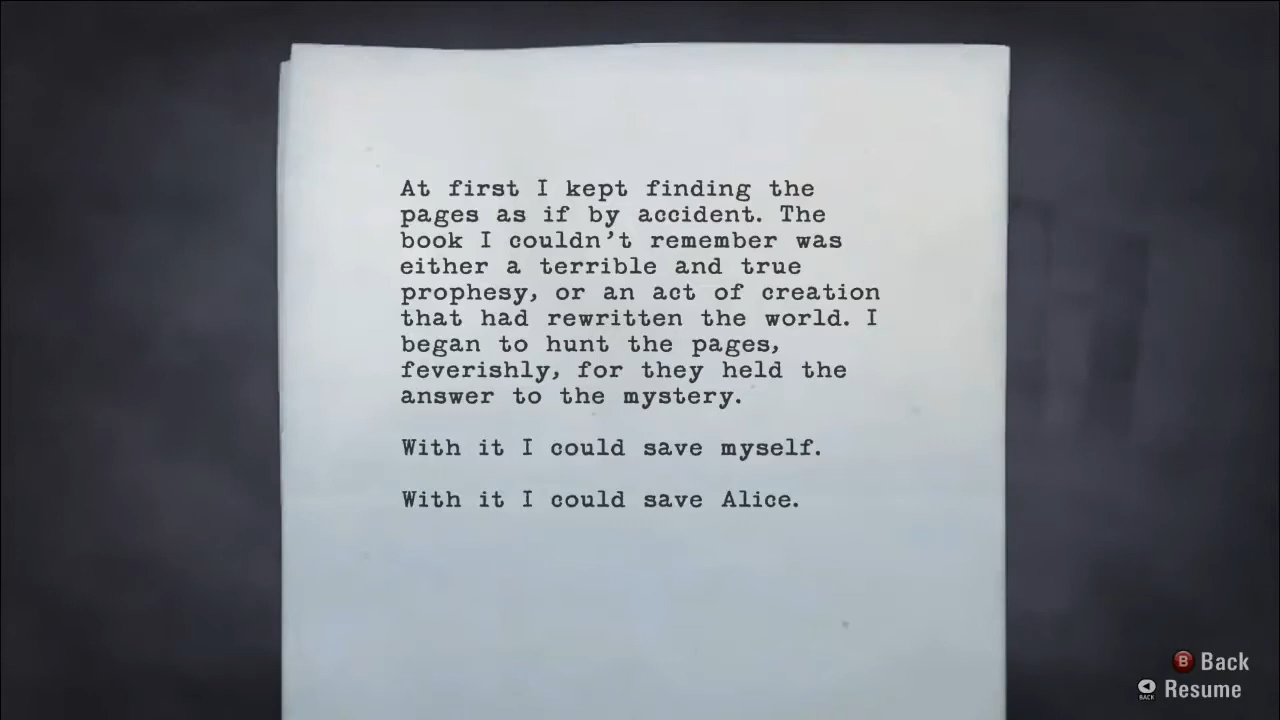 At first I kept finding the
pages as if by accident. The
book I couldn't remember was
either a terrible and true
prophesy, or an act of creation
that had rewritten the world. I
began to hunt the pages,
feverishly, for they held the
answer to the mystery.
With it I could save myself.
With it I could save Alice.
B Back
BACK Resume